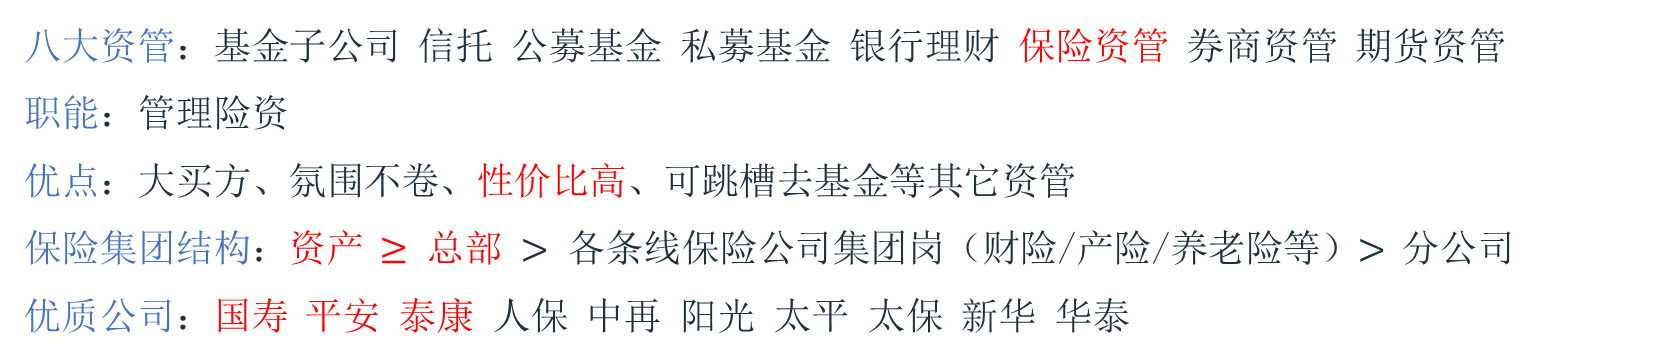 八大资管：基金子公司 信托 公募基金 私募基金 银行理财 保险资管 券商资管 期货资管
职能：管理险资
优点：大买方、氛围不卷、性价比高、可跳槽去基金等其它资管
保险集团结构：资产 ≥ 总部 > 各条线保险公司集团岗（财险/产险/养老险等）> 分公司
优质公司：国寿 平安 泰康 人保 中再 阳光 太平 太保 新华 华泰